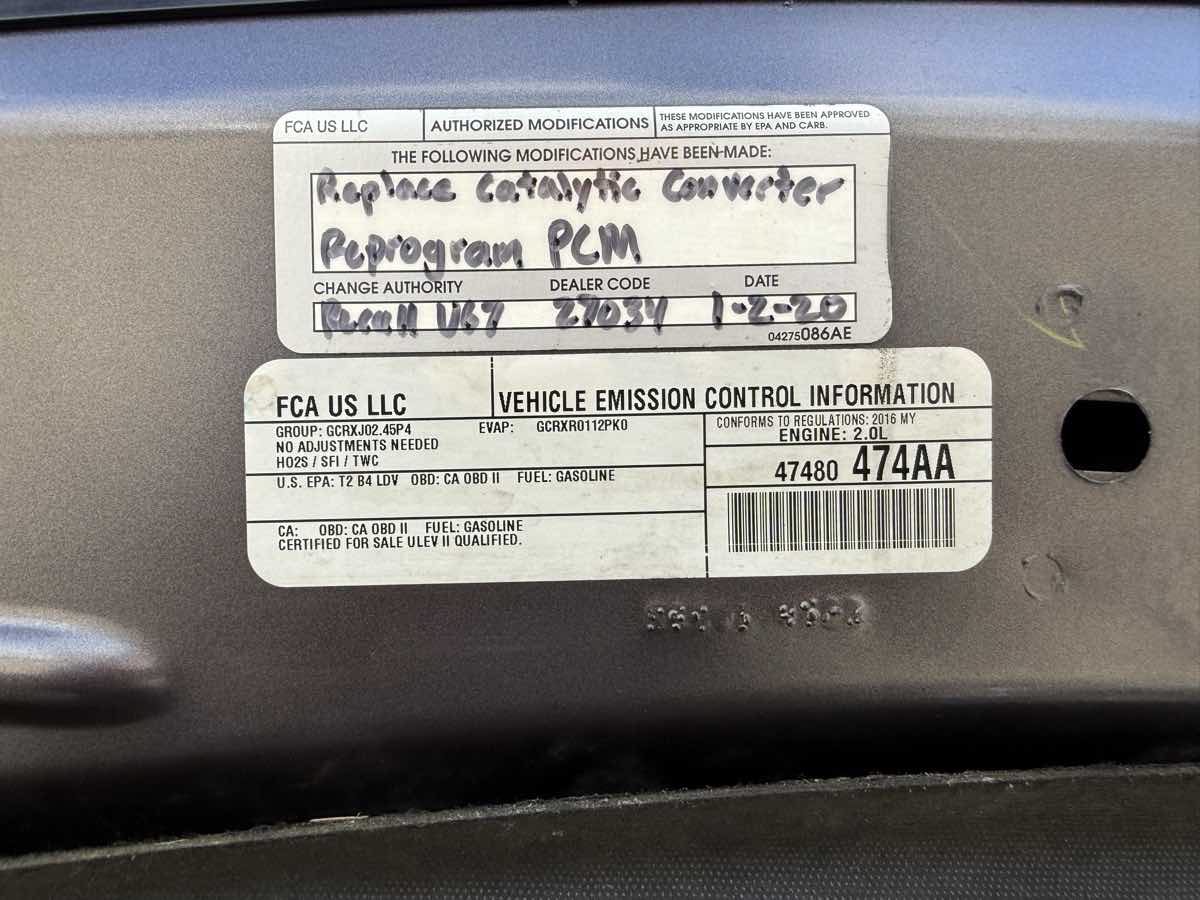 FCA US LLC AUTHORIZED MODIFICATIONS THESE MODIFICATIONS HAVE BEEN APPROVED
AS APPROPRIATE BY EPA AND CARB.
THE FOLLOWING MODIFICATIONS HAVE BEEN MADE:
Replace Catalytic Converter
Reprogram PCM
CHANGE AUTHORITY DEALER CODE DATE
Recall V67 27034 1-2-20
04275086AE
FCA US LLC VEHICLE EMISSION CONTROL INFORMATION
GROUP: GCRXJ02.45P4 EVAP: GCRXR0112PK0
NO ADJUSTMENTS NEEDED
HO2S / SFI / TWC
CONFORMS TO REGULATIONS: 2016 MY
ENGINE: 2.0L
47480 474AA
U.S. EPA: T2 B4 LDV OBD: CA OBD II FUEL: GASOLINE
CA: OBD: CA OBD II FUEL: GASOLINE
CERTIFIED FOR SALE ULEV II QUALIFIED.